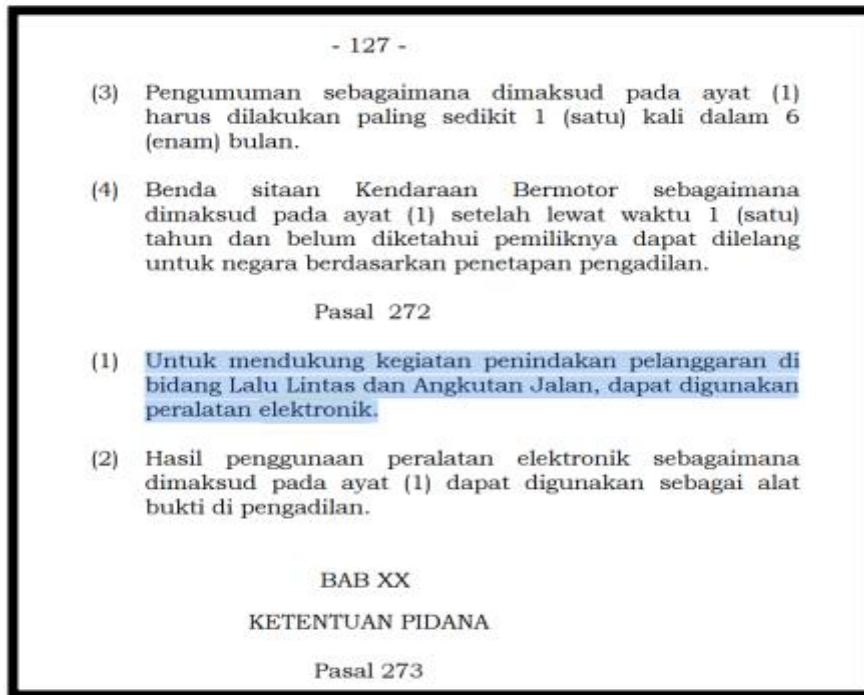 - 127 -
(3) Pengumuman sebagaimana dimaksud pada ayat (1)
harus dilakukan paling sedikit 1 (satu) kali dalam 6
(enam) bulan.
(4) Benda sitaan Kendaraan Bermotor sebagaimana
dimaksud pada ayat (1) setelah lewat waktu 1 (satu)
tahun dan belum diketahui pemiliknya dapat dilelang
untuk negara berdasarkan penetapan pengadilan.
Pasal 272
(1) Untuk mendukung kegiatan penindakan pelanggaran di
bidang Lalu Lintas dan Angkutan Jalan, dapat digunakan
peralatan elektronik.
(2) Hasil penggunaan peralatan elektronik sebagaimana
dimaksud pada ayat (1) dapat digunakan sebagai alat
bukti di pengadilan.
BAB XX
KETENTUAN PIDANA
Pasal 273